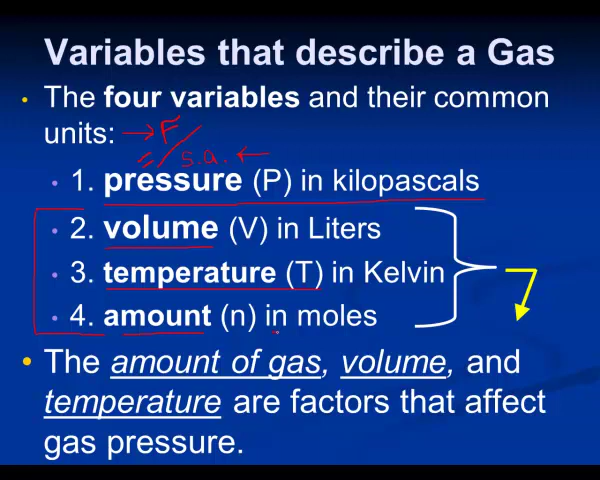 Variables that describe a Gas
• The four variables and their common
units: → F/
= s.a. ←
• 1. pressure (P) in kilopascals
• 2. volume (V) in Liters
• 3. temperature (T) in Kelvin
• 4. amount (n) in moles
• The amount of gas, volume, and
temperature are factors that affect
gas pressure.